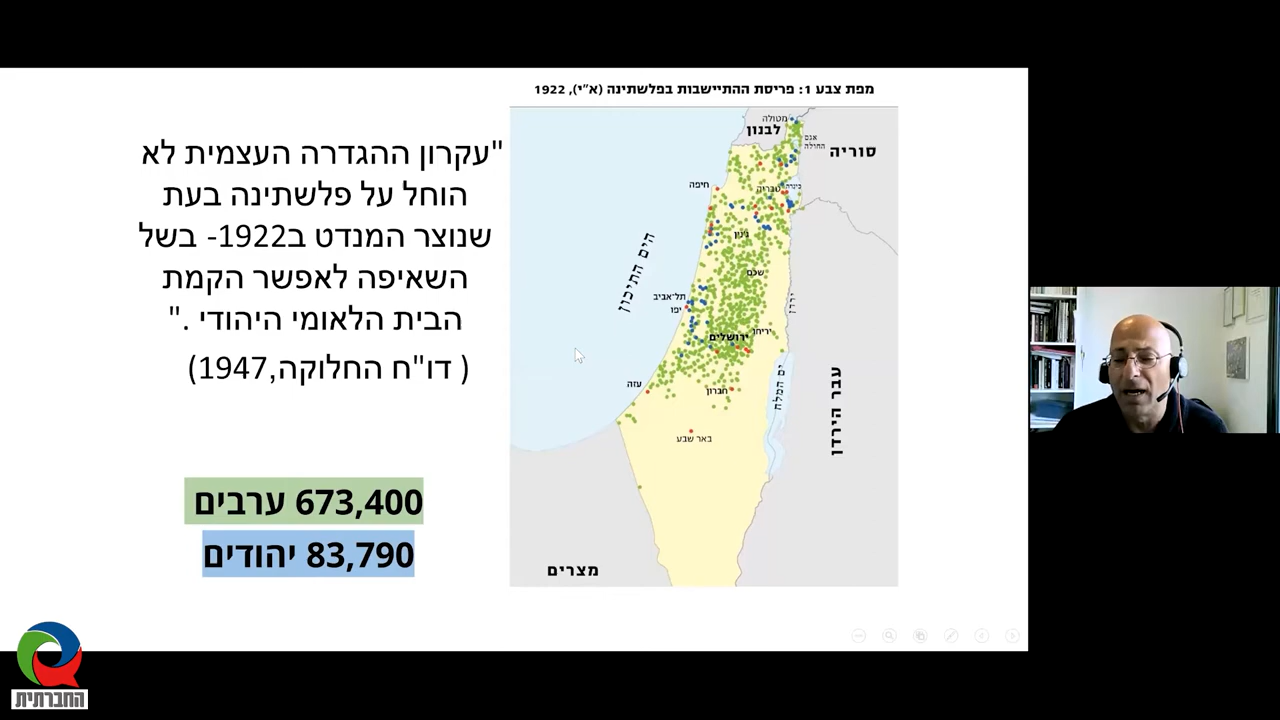 מפת צבע 1: פריסת ההתיישבות בפלשתינה (א"י), 1922
"עקרון ההגדרה העצמית לא
הוחל על פלשתינה בעת
שנוצר המנדט ב1922- בשל
השאיפה לאפשר הקמת
הבית הלאומי היהודי ."
( דו"ח החלוקה,1947)
673,400 ערבים
83,790 יהודים
מטולה
לבנון
אגם
החולה
סוריה
חיפה
טבריה
כינרת
ג'נין
הים התיכון
שכם
תל־אביב
יפו
ירדן
יריחו
ירושלים
עזה
חברון
ים המלח
עבר הירדן
באר שבע
מצרים
החברתית